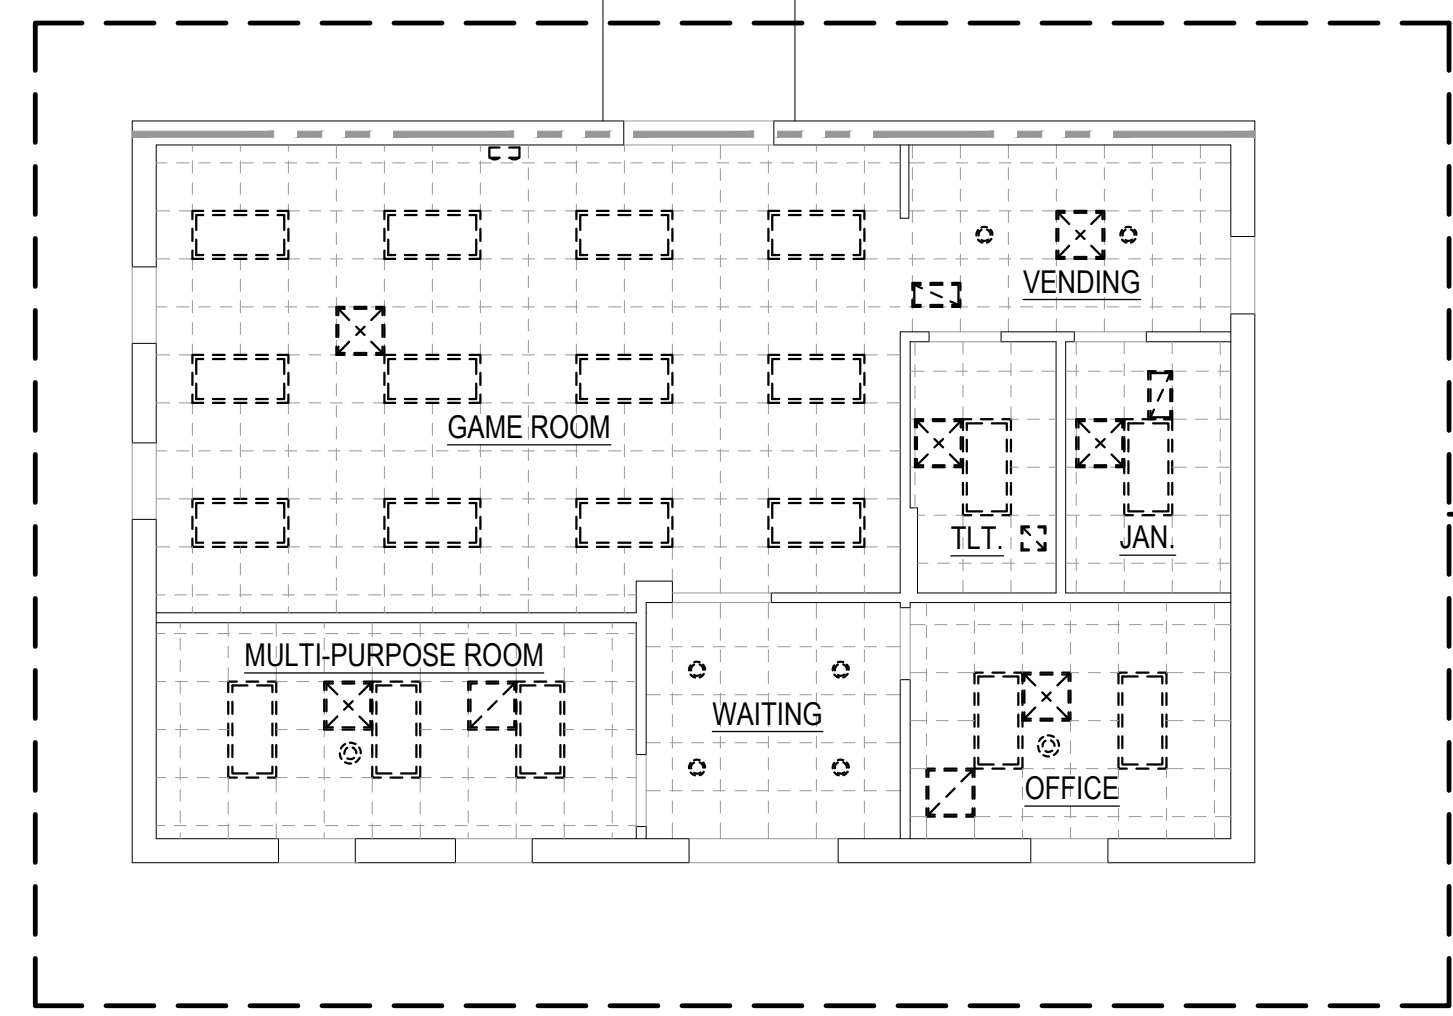 VENDING
GAME ROOM
TLT.
JAN.
MULTI-PURPOSE ROOM
WAITING
OFFICE